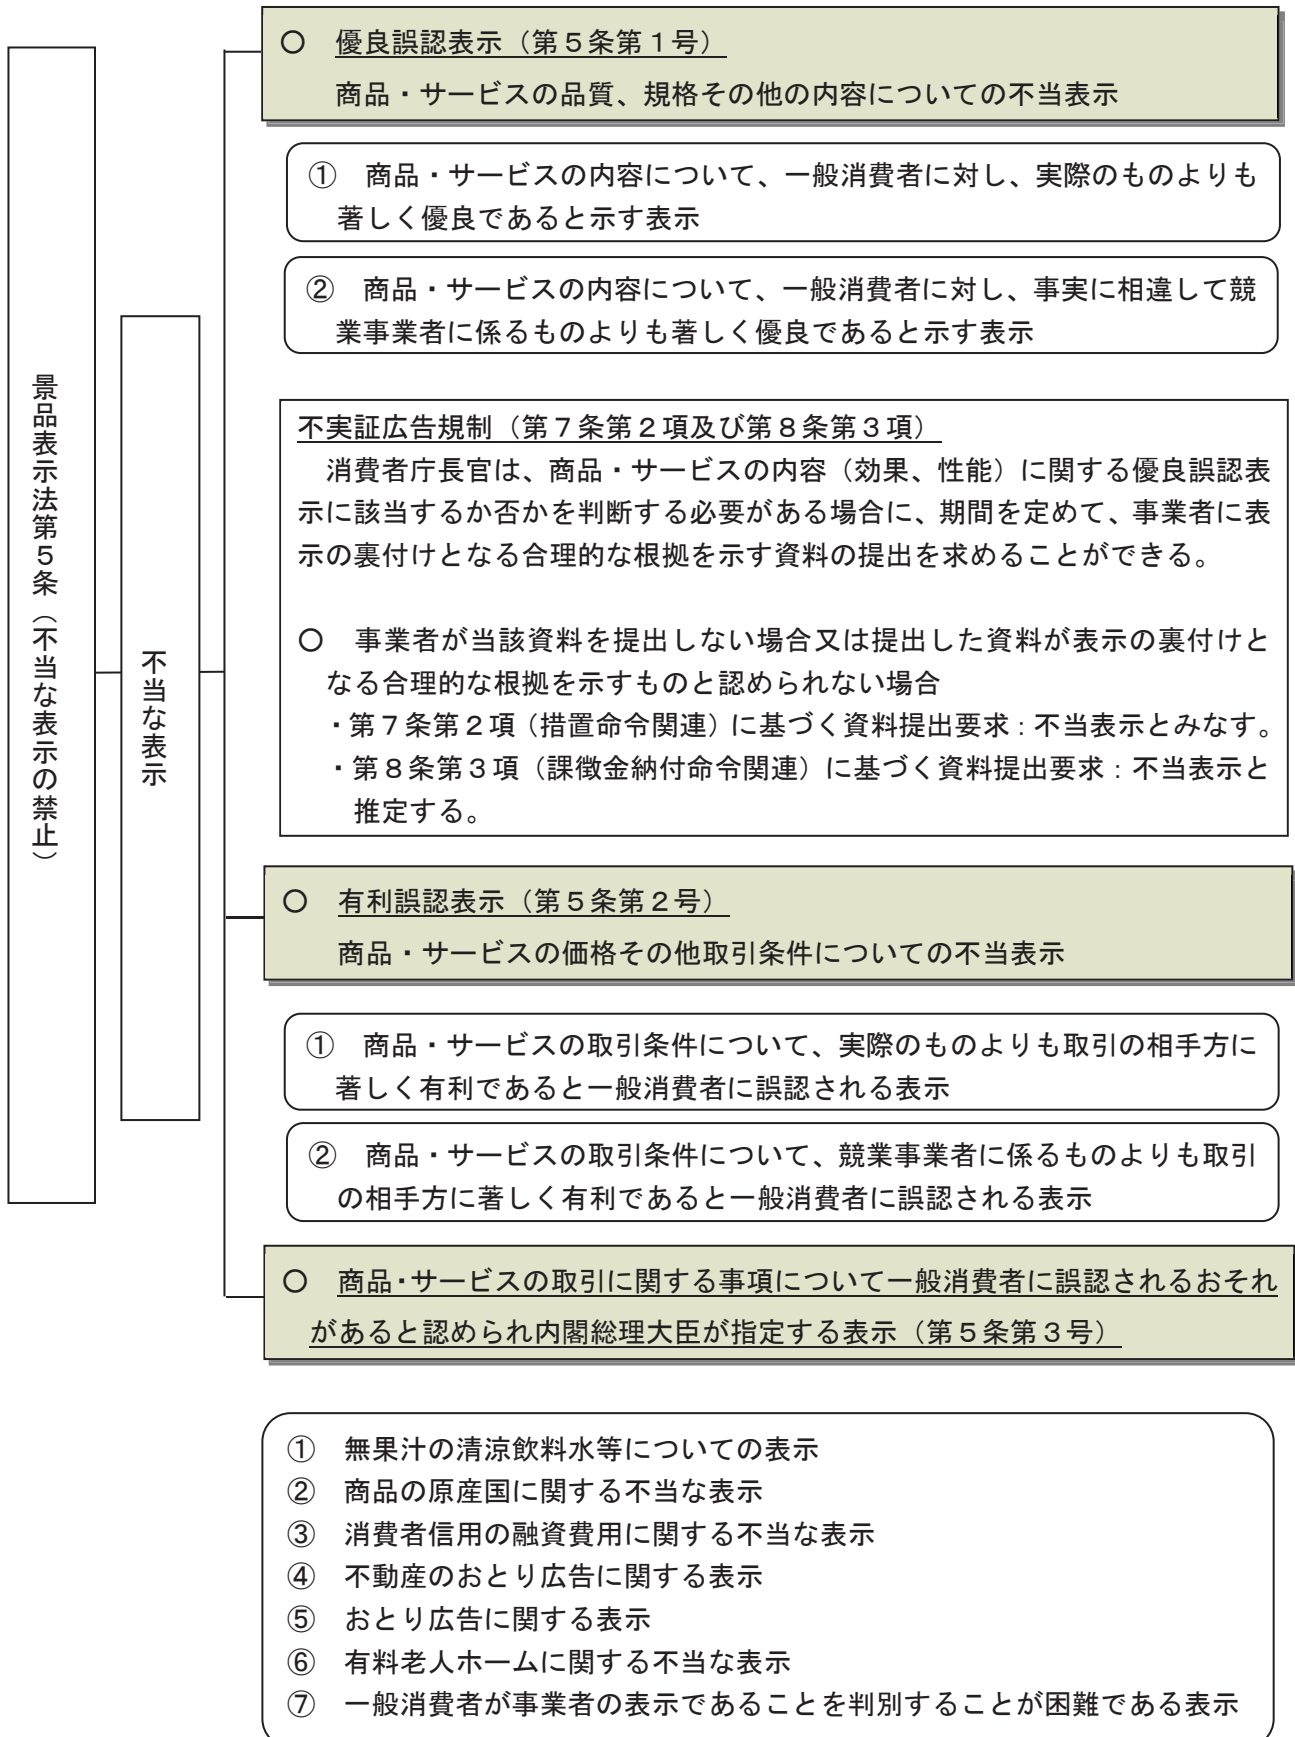 景品表示法第５条（不当な表示の禁止）
不当な表示
○　優良誤認表示（第５条第１号）
商品・サービスの品質、規格その他の内容についての不当表示
①　商品・サービスの内容について、一般消費者に対し、実際のものよりも
著しく優良であると示す表示
②　商品・サービスの内容について、一般消費者に対し、事実に相違して競
業事業者に係るものよりも著しく優良であると示す表示
不実証広告規制（第７条第２項及び第８条第３項）
消費者庁長官は、商品・サービスの内容（効果、性能）に関する優良誤認表
示に該当するか否かを判断する必要がある場合に、期間を定めて、事業者に表
示の裏付けとなる合理的な根拠を示す資料の提出を求めることができる。
○　事業者が当該資料を提出しない場合又は提出した資料が表示の裏付けと
なる合理的な根拠を示すものと認められない場合
・第７条第２項（措置命令関連）に基づく資料提出要求：不当表示とみなす。
・第８条第３項（課徴金納付命令関連）に基づく資料提出要求：不当表示と
推定する。
○　有利誤認表示（第５条第２号）
商品・サービスの価格その他取引条件についての不当表示
①　商品・サービスの取引条件について、実際のものよりも取引の相手方に
著しく有利であると一般消費者に誤認される表示
②　商品・サービスの取引条件について、競業事業者に係るものよりも取引
の相手方に著しく有利であると一般消費者に誤認される表示
○　商品・サービスの取引に関する事項について一般消費者に誤認されるおそれ
があると認められ内閣総理大臣が指定する表示（第５条第３号）
①　無果汁の清涼飲料水等についての表示
②　商品の原産国に関する不当な表示
③　消費者信用の融資費用に関する不当な表示
④　不動産のおとり広告に関する表示
⑤　おとり広告に関する表示
⑥　有料老人ホームに関する不当な表示
⑦　一般消費者が事業者の表示であることを判別することが困難である表示